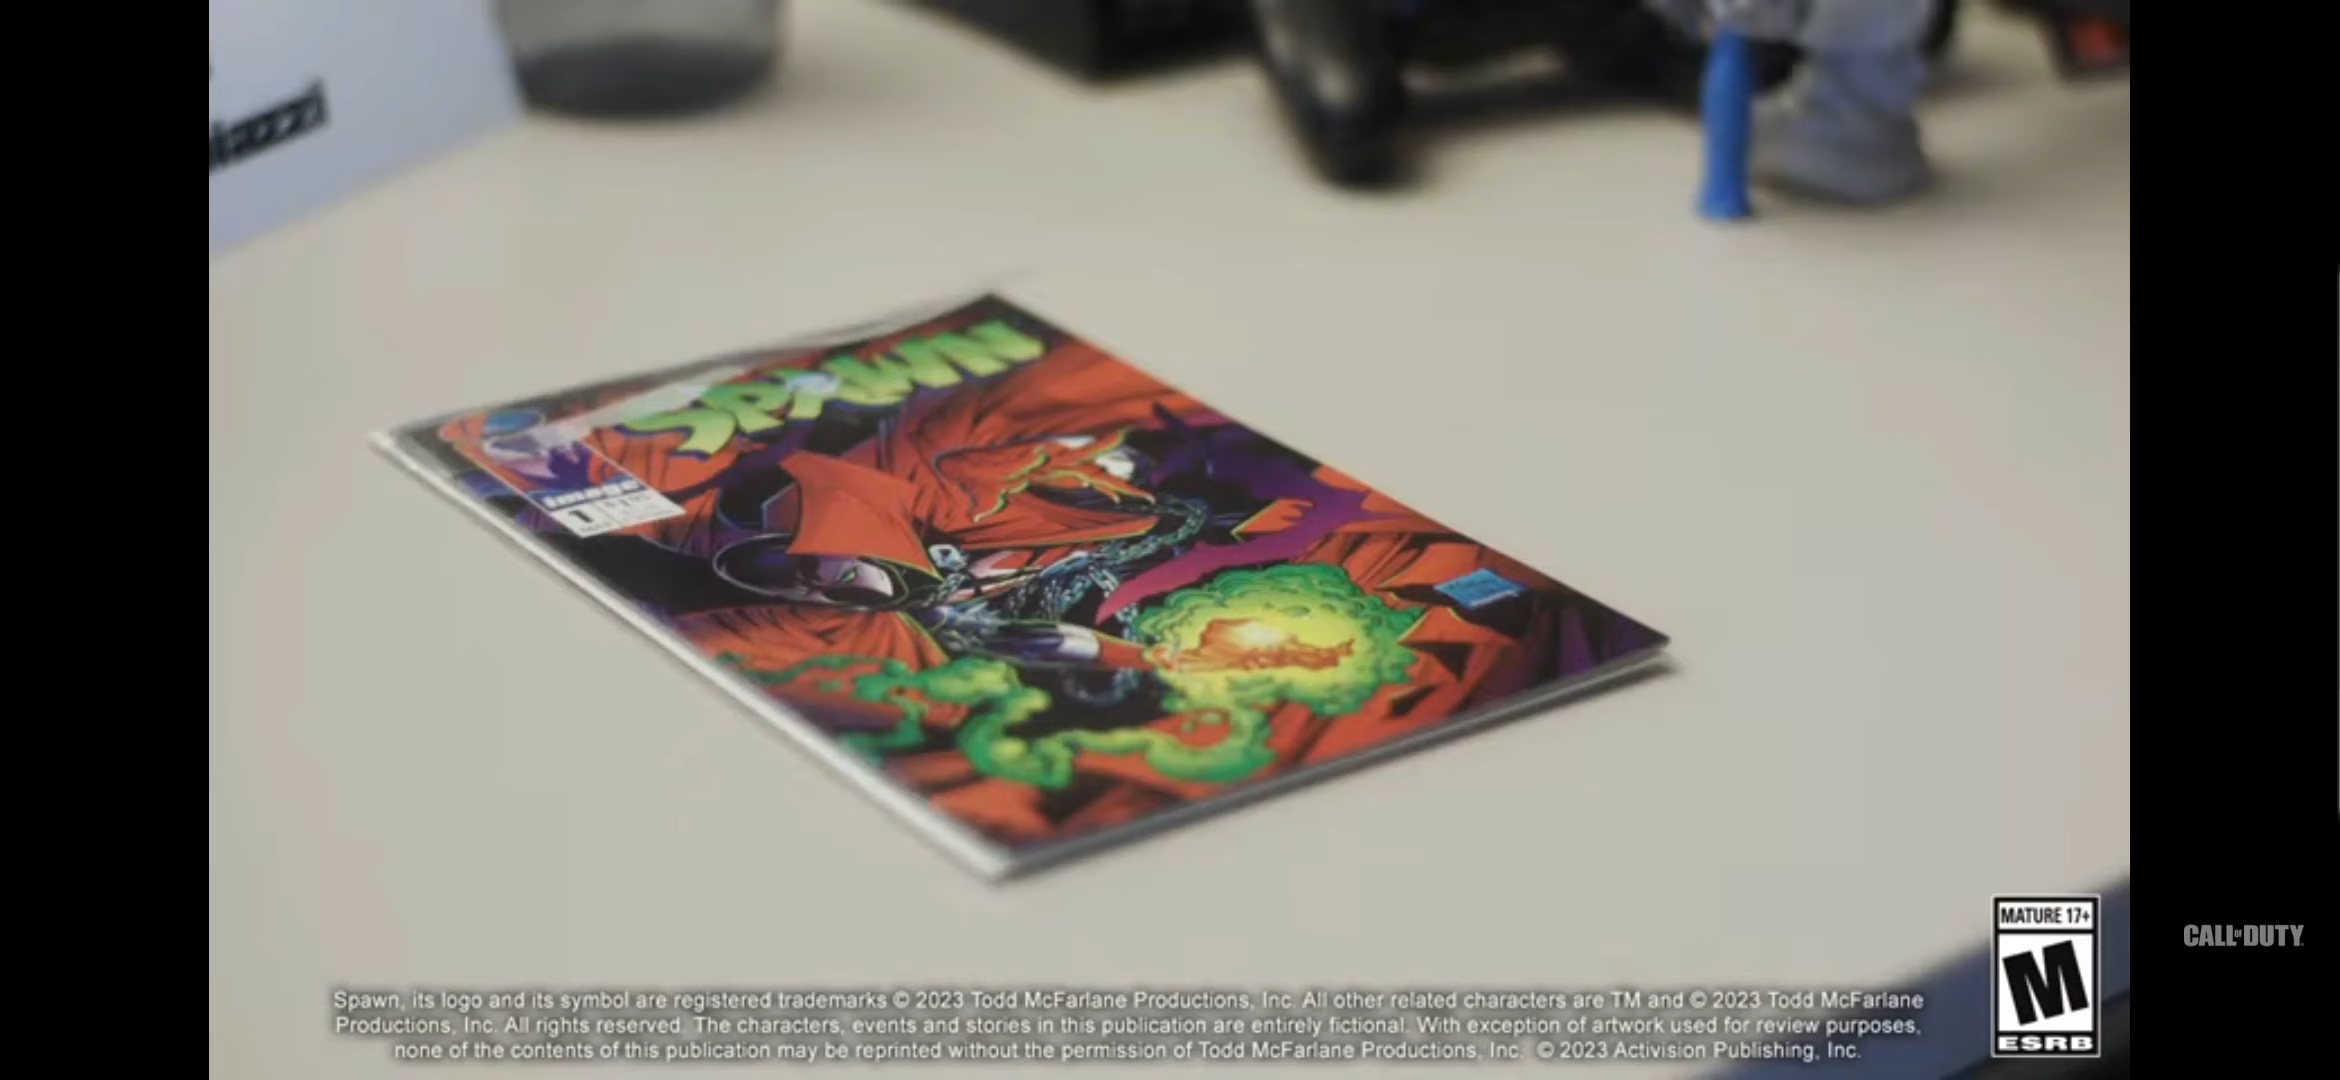 SPAWN
image
1
MATURE 17+
M
ESRB
CALL OF DUTY
Spawn, its logo and its symbol are registered trademarks © 2023 Todd McFarlane Productions, Inc. All other related characters are TM and © 2023 Todd McFarlane
Productions, Inc. All rights reserved. The characters, events and stories in this publication are entirely fictional. With exception of artwork used for review purposes,
none of the contents of this publication may be reprinted without the permission of Todd McFarlane Productions, Inc. © 2023 Activision Publishing, Inc.